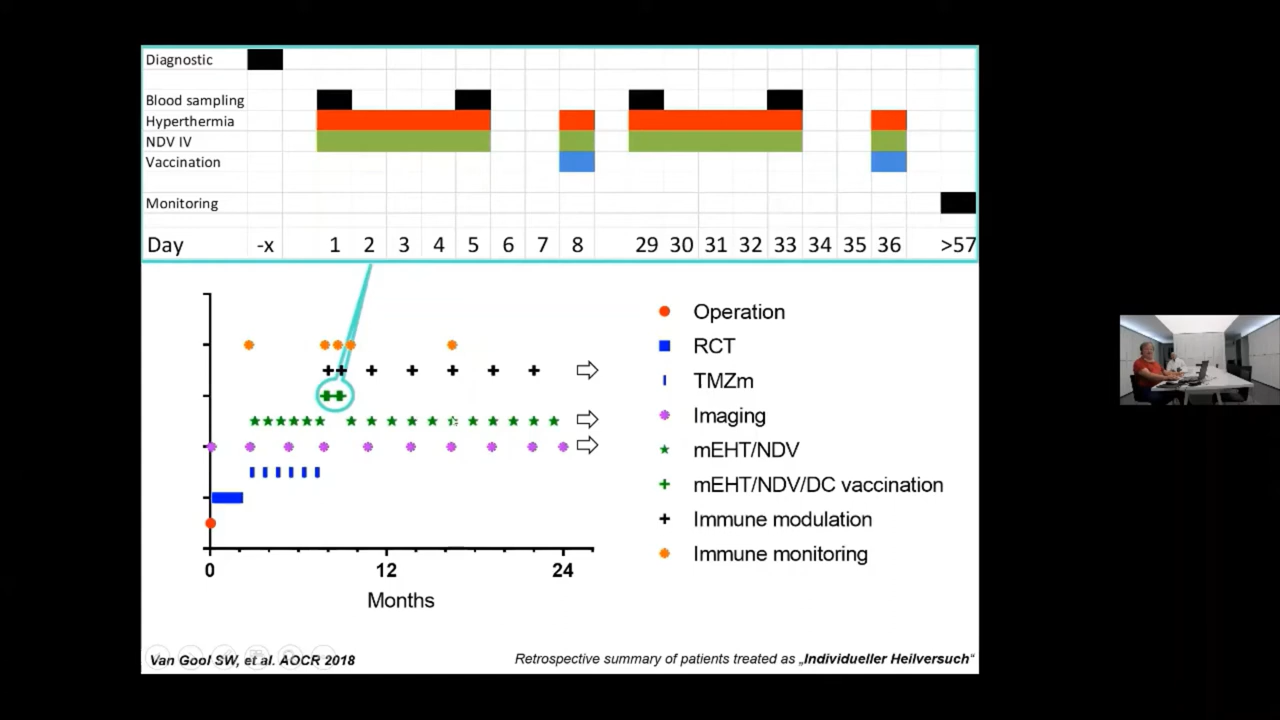 Diagnostic
Blood sampling
Hyperthermia
NDV IV
Vaccination
Monitoring
Day -x 1 2 3 4 5 6 7 8 29 30 31 32 33 34 35 36 >57
Operation
RCT
TMZm
Imaging
mEHT/NDV
mEHT/NDV/DC vaccination
Immune modulation
Immune monitoring
0 12 24
Months
Van Gool SW, et al. AOCR 2018
Retrospective summary of patients treated as „Individueller Heilversuch“